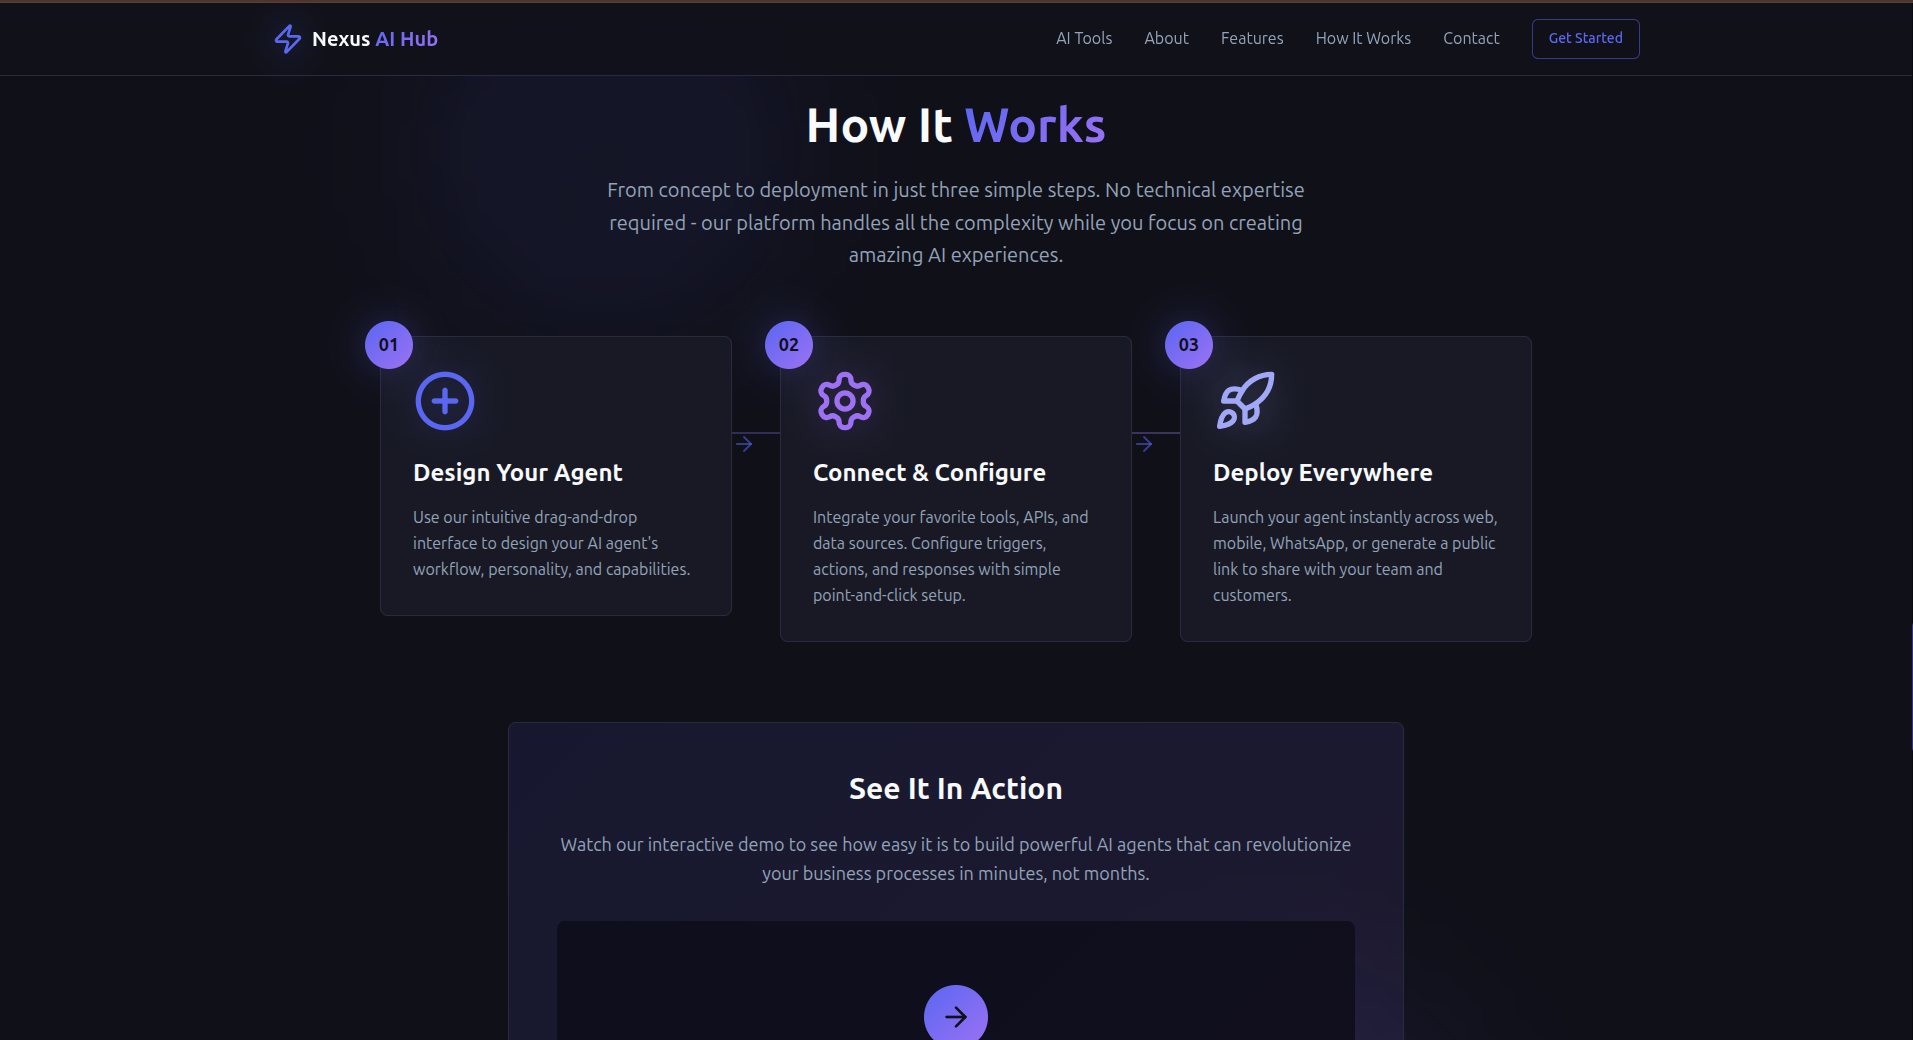 Nexus AI Hub
AI Tools
About
Features
How It Works
Contact
Get Started
How It Works
From concept to deployment in just three simple steps. No technical expertise
required - our platform handles all the complexity while you focus on creating
amazing AI experiences.
01
Design Your Agent
Use our intuitive drag-and-drop
interface to design your AI agent's
workflow, personality, and capabilities.
02
Connect & Configure
Integrate your favorite tools, APIs, and
data sources. Configure triggers,
actions, and responses with simple
point-and-click setup.
03
Deploy Everywhere
Launch your agent instantly across web,
mobile, WhatsApp, or generate a public
link to share with your team and
customers.
See It In Action
Watch our interactive demo to see how easy it is to build powerful AI agents that can revolutionize
your business processes in minutes, not months.